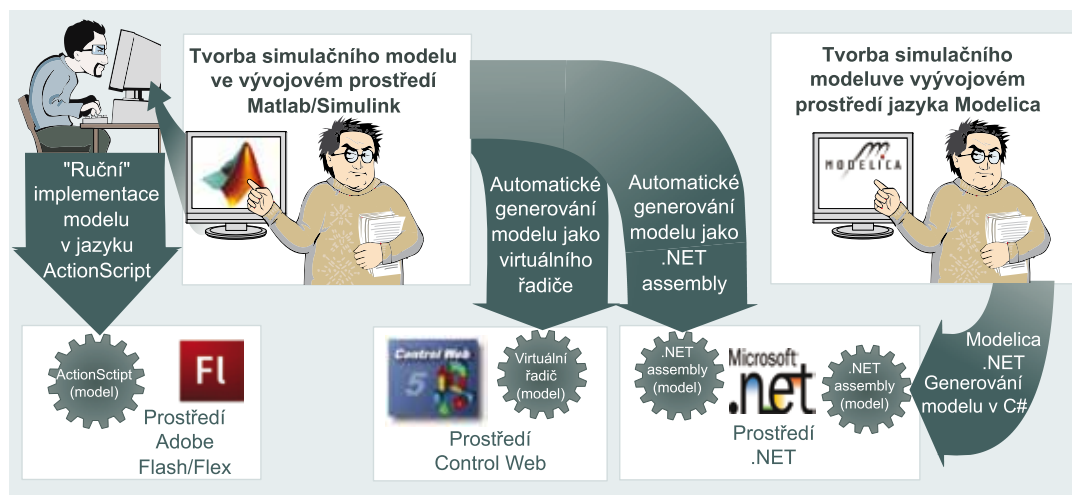 Tvorba simulačního modelu
ve vývojovém prostředí
Matlab/Simulink
Tvorba simulačního
modeluve vyývojovém
prostředí jazyka Modelica
MODELICA
"Ruční"
implementace
modelu
v jazyku
ActionScript
Automatické
generování
modelu jako
virtuálního
řadiče
Automatické
generování
modelu jako
.NET
assembly
Modelica
.NET
Generování
modelu v C#
ActionSctipt
(model)
Fl
Prostředí
Adobe
Flash/Flex
Control Web
5
Virtuální
řadič
(model)
Prostředí
Control Web
.NET
assembly
(model)
Microsoft
.net
Prostředí
.NET
.NET
assembly
(model)